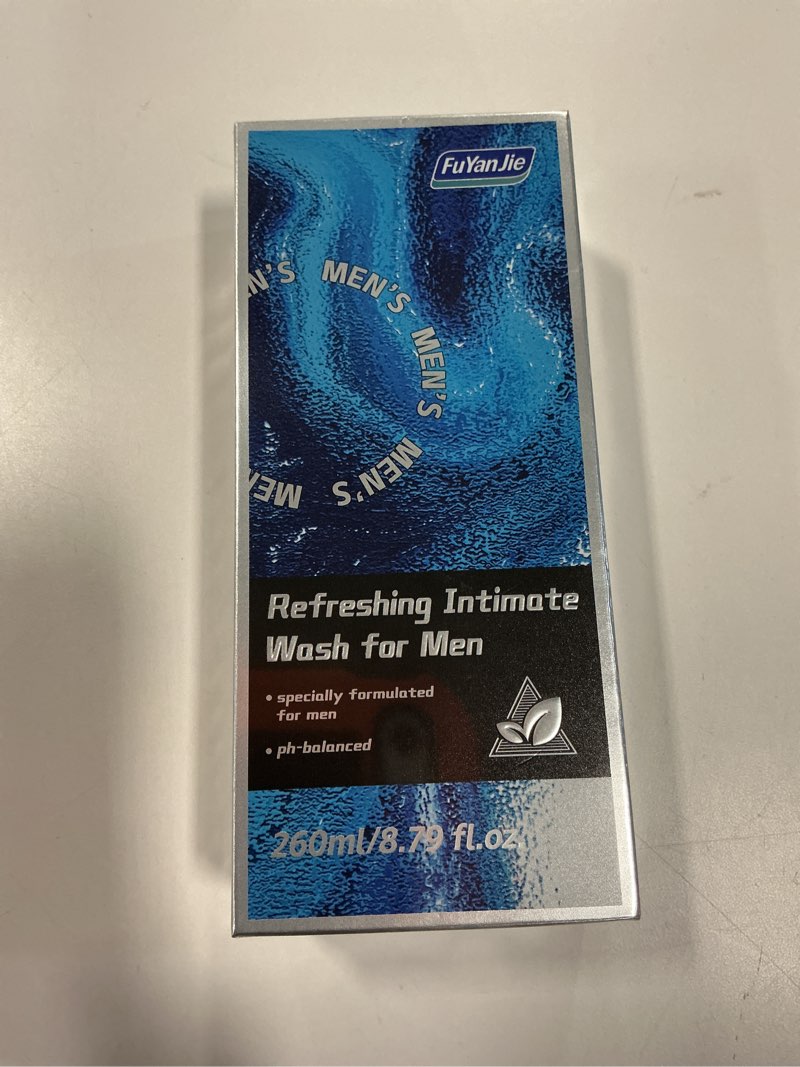 FuYanJie
N'S MEN'S MEN'S MEN'S MEN
Refreshing Intimate
Wash for Men
• specially formulated
for men
• ph-balanced
260ml/8.79 fl.oz.